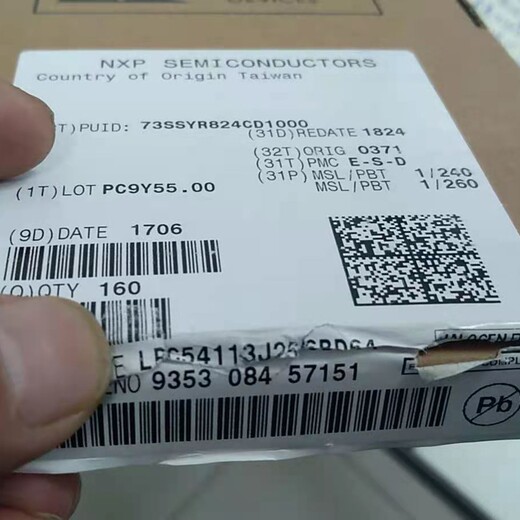 DEVICES
NXP SEMICONDUCTORS
Country of Origin Taiwan
T)PUID: 73SSYR824CD1000
(31D)REDATE 1824
(32T)ORIG 0371
(31T)PMC E-S-D
(31P) MSL/PBT 1/240
MSL/PBT 1/260
(1T)LOT PC9Y55.00
(9D)DATE 1706
(Q)QTY 160
9353 084 57151
Pb